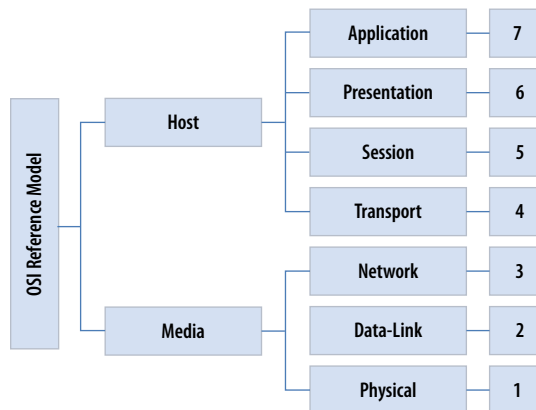 OSI Reference Model
Host
Application
7
Presentation
6
Session
5
Transport
4
Media
Network
3
Data-Link
2
Physical
1